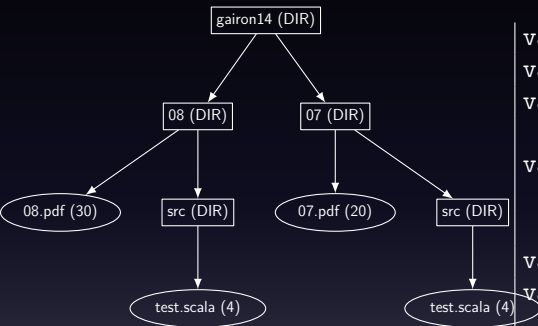 gairon14 (DIR)
08 (DIR)
07 (DIR)
08.pdf (30)
src (DIR)
07.pdf (20)
src (DIR)
test.scala (4)
test.scala (4)